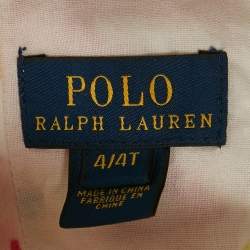 POLO
RALPH LAUREN
4/4T
MADE IN CHINA
FABRIQUÉ EN
CHINE